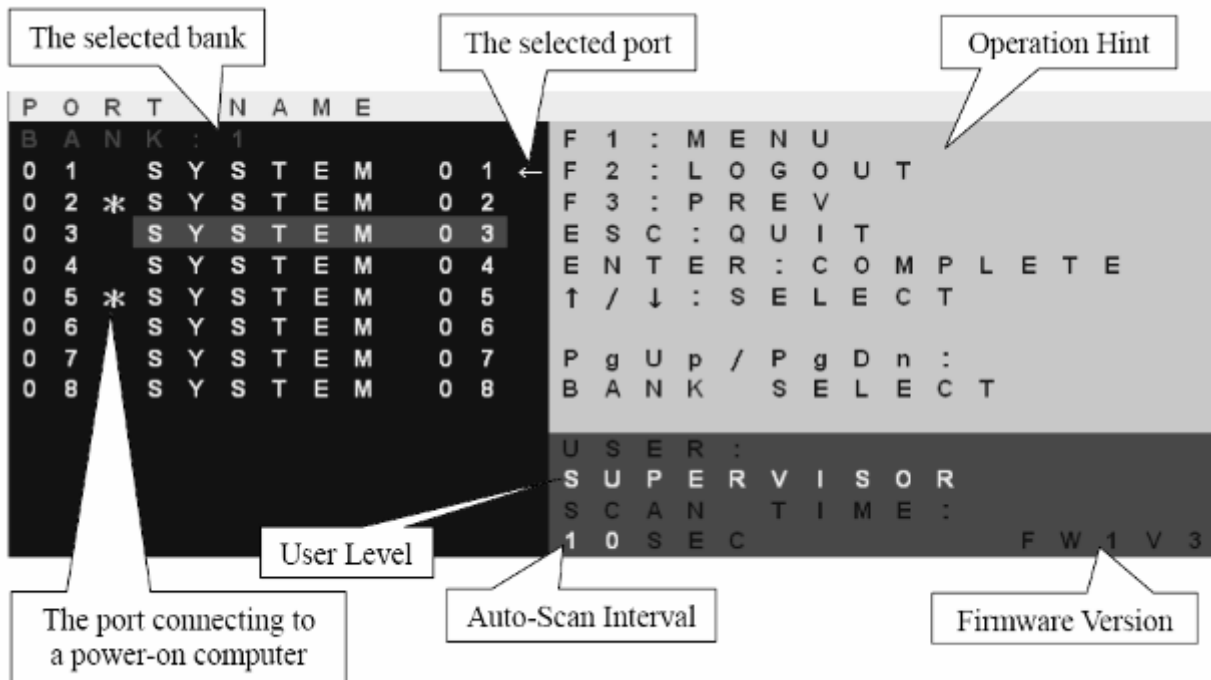 The selected bank
The selected port
Operation Hint
PORT NAME
BANK:1
01 SYSTEM 01 ←
02 * SYSTEM 02
03 SYSTEM 03
04 SYSTEM 04
05 * SYSTEM 05
06 SYSTEM 06
07 SYSTEM 07
08 SYSTEM 08
F1:MENU
F2:LOGOUT
F3:PREV
ESC:QUIT
ENTER:COMPLETE
↑/↓:SELECT
PgUp/PgDn:
BANK SELECT
USER:
SUPERVISOR
SCAN TIME:
10SEC FW1V3
User Level
The port connecting to
a power-on computer
Auto-Scan Interval
Firmware Version